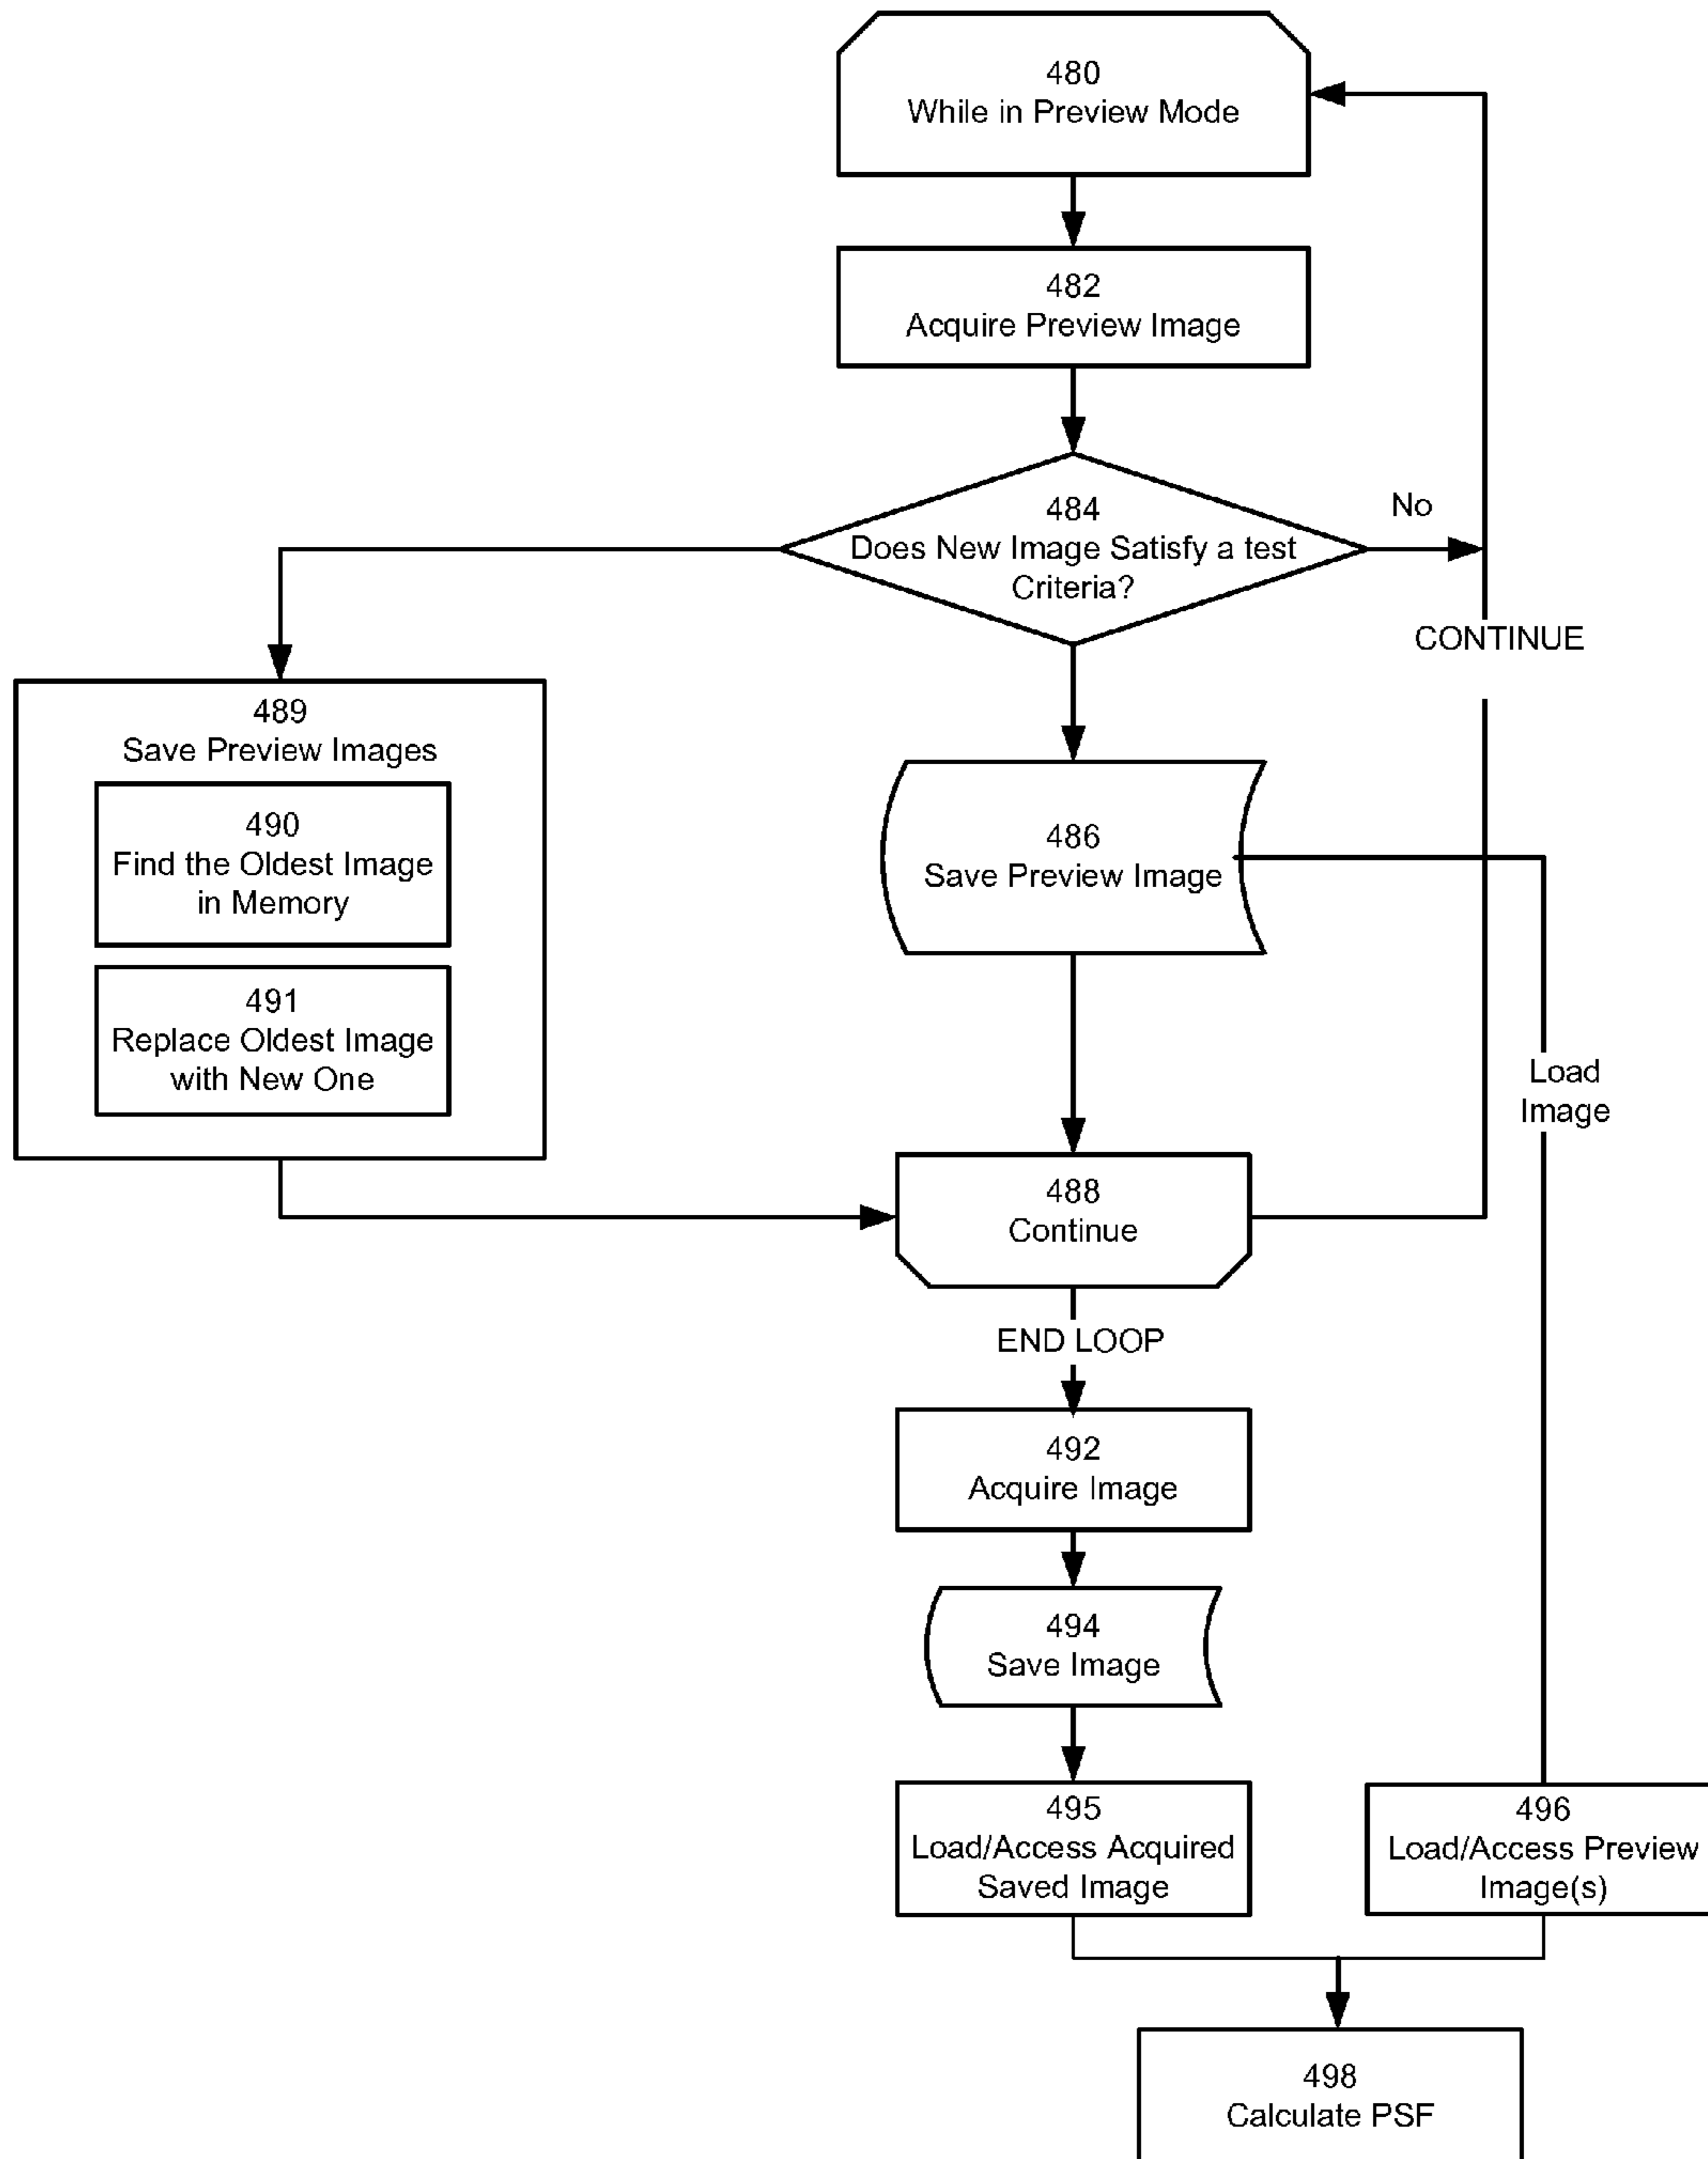 480
While in Preview Mode
482
Acquire Preview Image
484
Does New Image Satisfy a test
Criteria?
No
CONTINUE
489
Save Preview Images
490
Find the Oldest Image
in Memory
491
Replace Oldest Image
with New One
486
Save Preview Image
Load
Image
488
Continue
END LOOP
492
Acquire Image
494
Save Image
495
Load/Access Acquired
Saved Image
496
Load/Access Preview
Image(s)
498
Calculate PSF